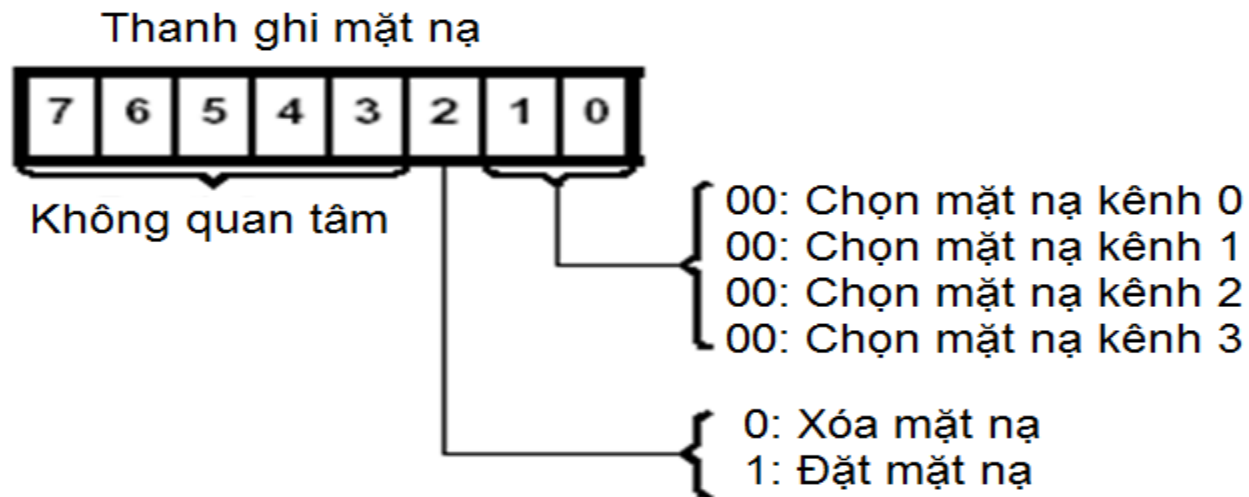 Thanh ghi mặt nạ
7 6 5 4 3 2 1 0
Không quan tâm
00: Chọn mặt nạ kênh 0
00: Chọn mặt nạ kênh 1
00: Chọn mặt nạ kênh 2
00: Chọn mặt nạ kênh 3
0: Xóa mặt nạ
1: Đặt mặt nạ